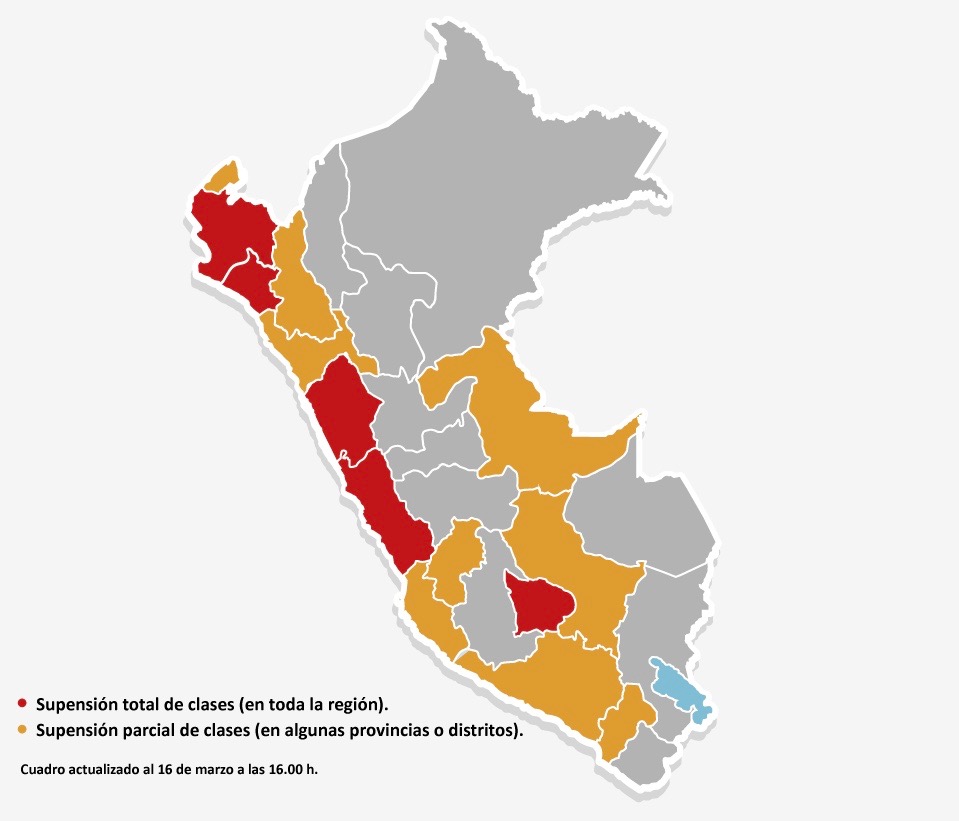 Supensión total de clases (en toda la región).
Supensión parcial de clases (en algunas provincias o distritos).
Cuadro actualizado al 16 de marzo a las 16.00 h.